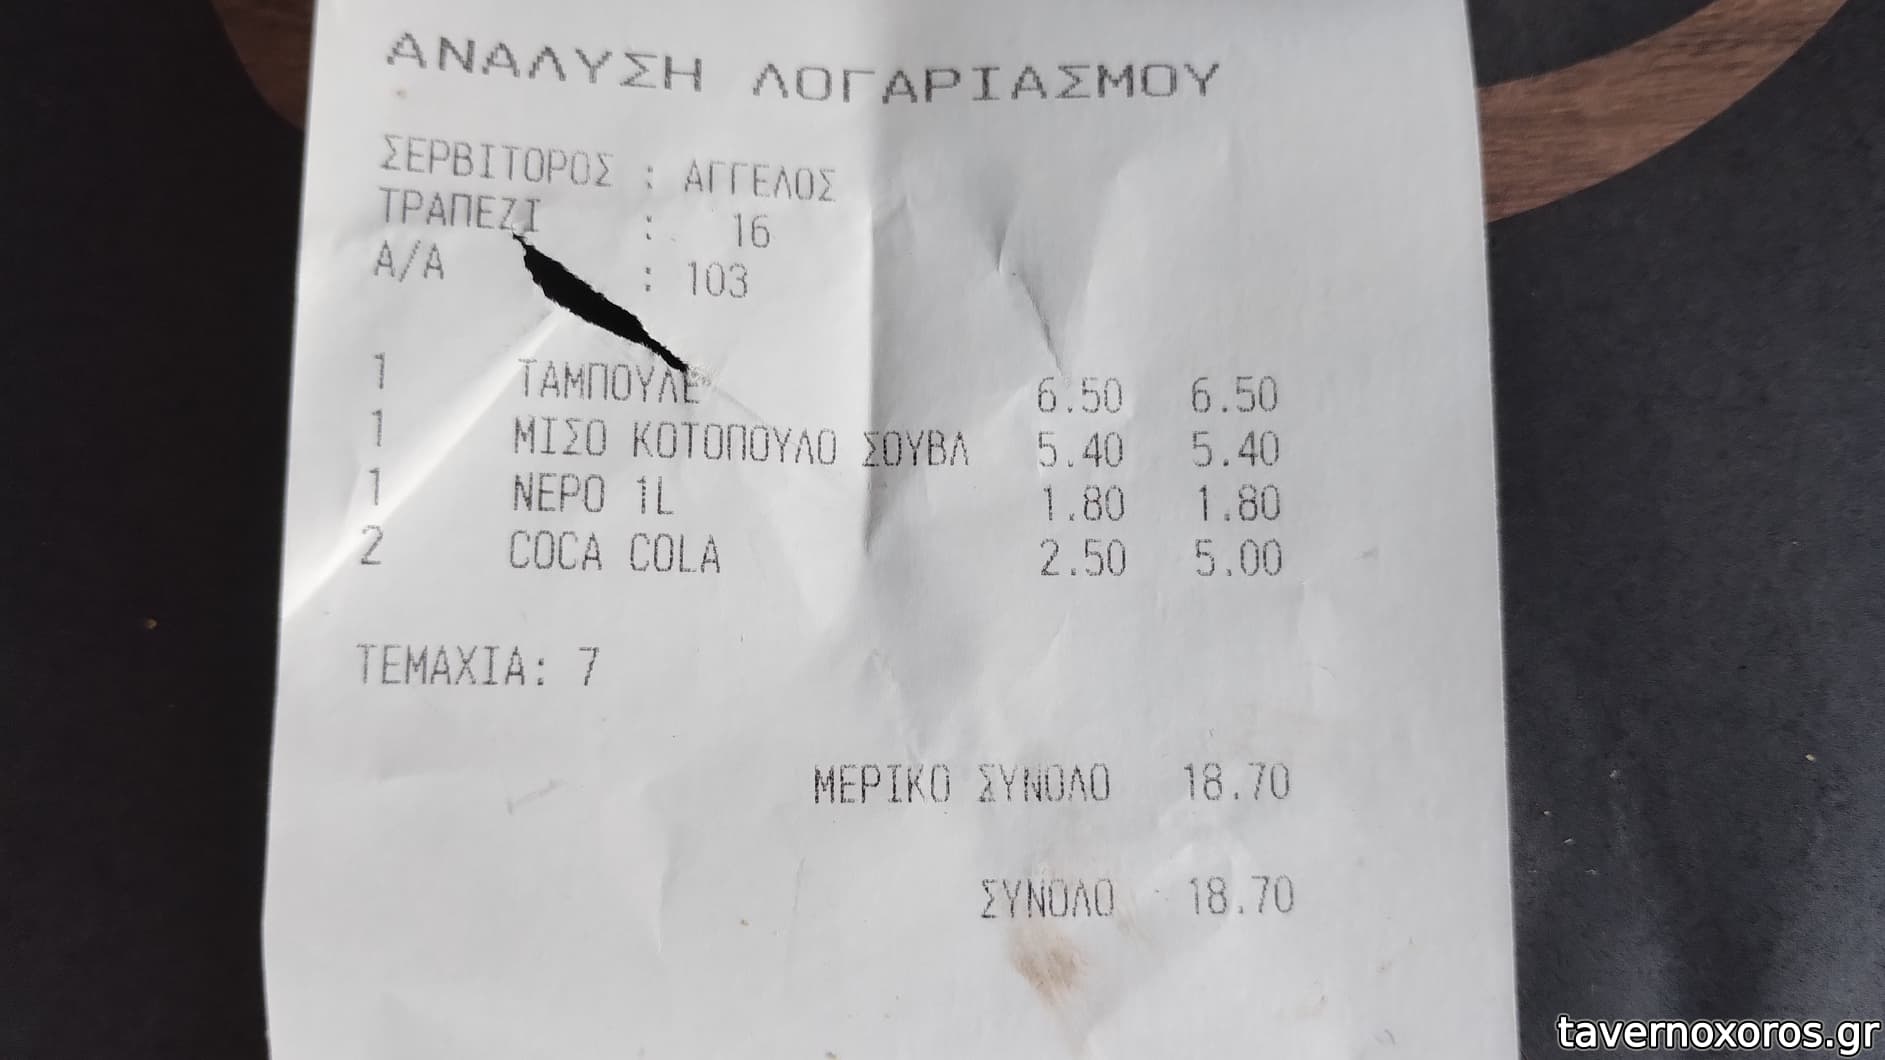 ΑΝΑΛΥΣΗ ΛΟΓΑΡΙΑΣΜΟΥ
ΣΕΡΒΙΤΟΡΟΣ : ΑΓΓΕΛΟΣ
ΤΡΑΠΕΖΙ : 16
Α/Α : 103
1 ΤΑΜΠΟΥΛΕ 6.50 6.50
1 ΜΙΣΟ ΚΟΤΟΠΟΥΛΟ ΣΟΥΒΛ 5.40 5.40
1 ΝΕΡΟ 1L 1.80 1.80
2 COCA COLA 2.50 5.00
ΤΕΜΑΧΙΑ: 7
ΜΕΡΙΚΟ ΣΥΝΟΛΟ 18.70
ΣΥΝΟΛΟ 18.70
tavernoxoros.gr